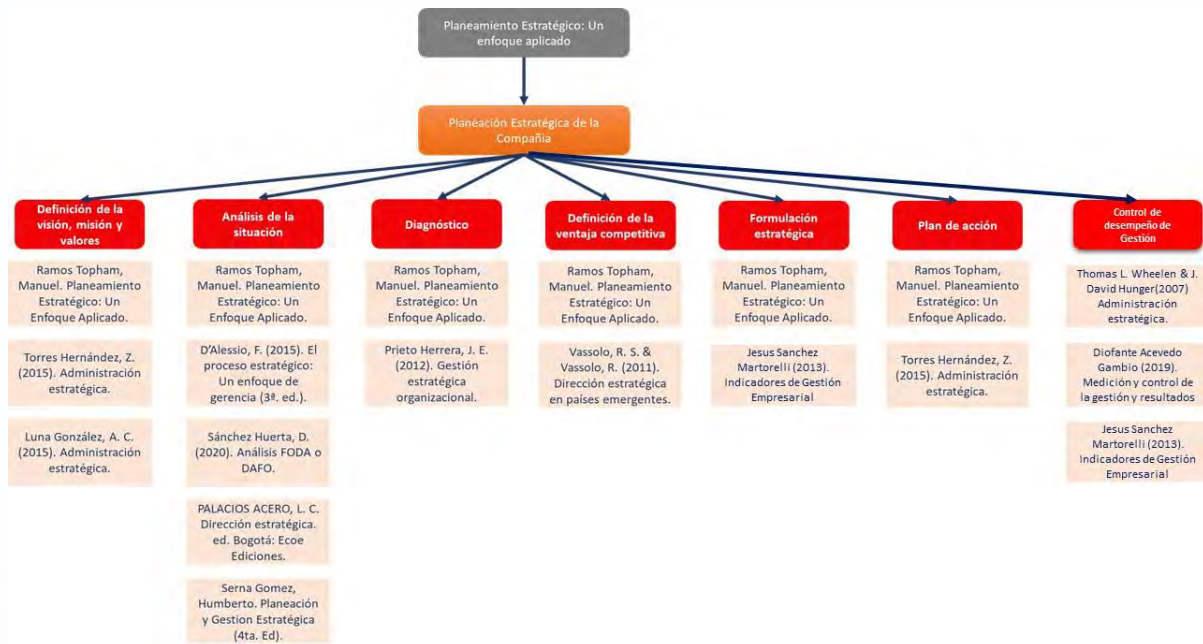 Planeamiento Estratégico: Un
enfoque aplicado
Planeación Estratégica de la
Compañia
Definición de la
visión, misión y
valores
Ramos Topham,
Manuel. Planeamiento
Estratégico: Un
Enfoque Aplicado.
Torres Hernández, Z.
(2015). Administración
estratégica.
Luna González, A. C.
(2015). Administración
estratégica.
Análisis de la
situación
Ramos Topham,
Manuel. Planeamiento
Estratégico: Un
Enfoque Aplicado.
D'Alessio, F. (2015). El
proceso estratégico:
Un enfoque de
gerencia (3ª. ed.).
Sánchez Huerta, D.
(2020). Análisis FODA o
DAFO.
PALACIOS ACERO, L. C.
Dirección estratégica.
ed. Bogotá: Ecoe
Ediciones.
Serna Gomez,
Humberto. Planeación
y Gestion Estratégica
(4ta. Ed).
Diagnóstico
Ramos Topham,
Manuel. Planeamiento
Estratégico: Un
Enfoque Aplicado.
Prieto Herrera, J. E.
(2012). Gestión
estratégica
organizacional.
Definición de la
ventaja competitiva
Ramos Topham,
Manuel. Planeamiento
Estratégico: Un
Enfoque Aplicado.
Vassolo, R. S. &
Vassolo, R. (2011).
Dirección estratégica
en países emergentes.
Formulación
estratégica
Ramos Topham,
Manuel. Planeamiento
Estratégico: Un
Enfoque Aplicado.
Jesus Sanchez
Martorelli (2013).
Indicadores de Gestión
Empresarial
Plan de acción
Ramos Topham,
Manuel. Planeamiento
Estratégico: Un
Enfoque Aplicado.
Torres Hernández, Z.
(2015). Administración
estratégica.
Control de
desempeño de
Gestión
Thomas L. Wheelen & J.
David Hunger(2007)
Administración
estratégica.
Diofante Acevedo
Gambio (2019).
Medición y control de
la gestión y resultados
Jesus Sanchez
Martorelli (2013).
Indicadores de Gestión
Empresarial